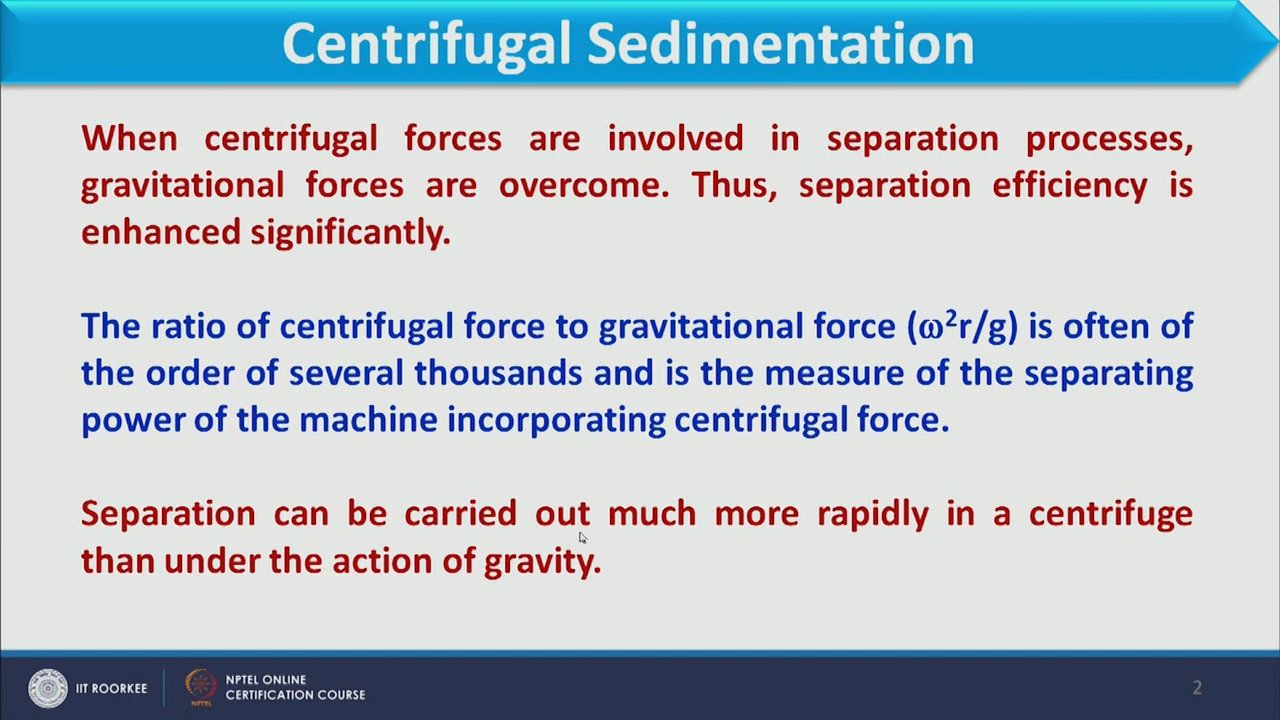 Centrifugal Sedimentation
When centrifugal forces are involved in separation processes,
gravitational forces are overcome. Thus, separation efficiency is
enhanced significantly.
The ratio of centrifugal force to gravitational force (ω²r/g) is often of
the order of several thousands and is the measure of the separating
power of the machine incorporating centrifugal force.
Separation can be carried out much more rapidly in a centrifuge
than under the action of gravity.
IIT ROORKEE
NPTEL
NPTEL ONLINE
CERTIFICATION COURSE
2